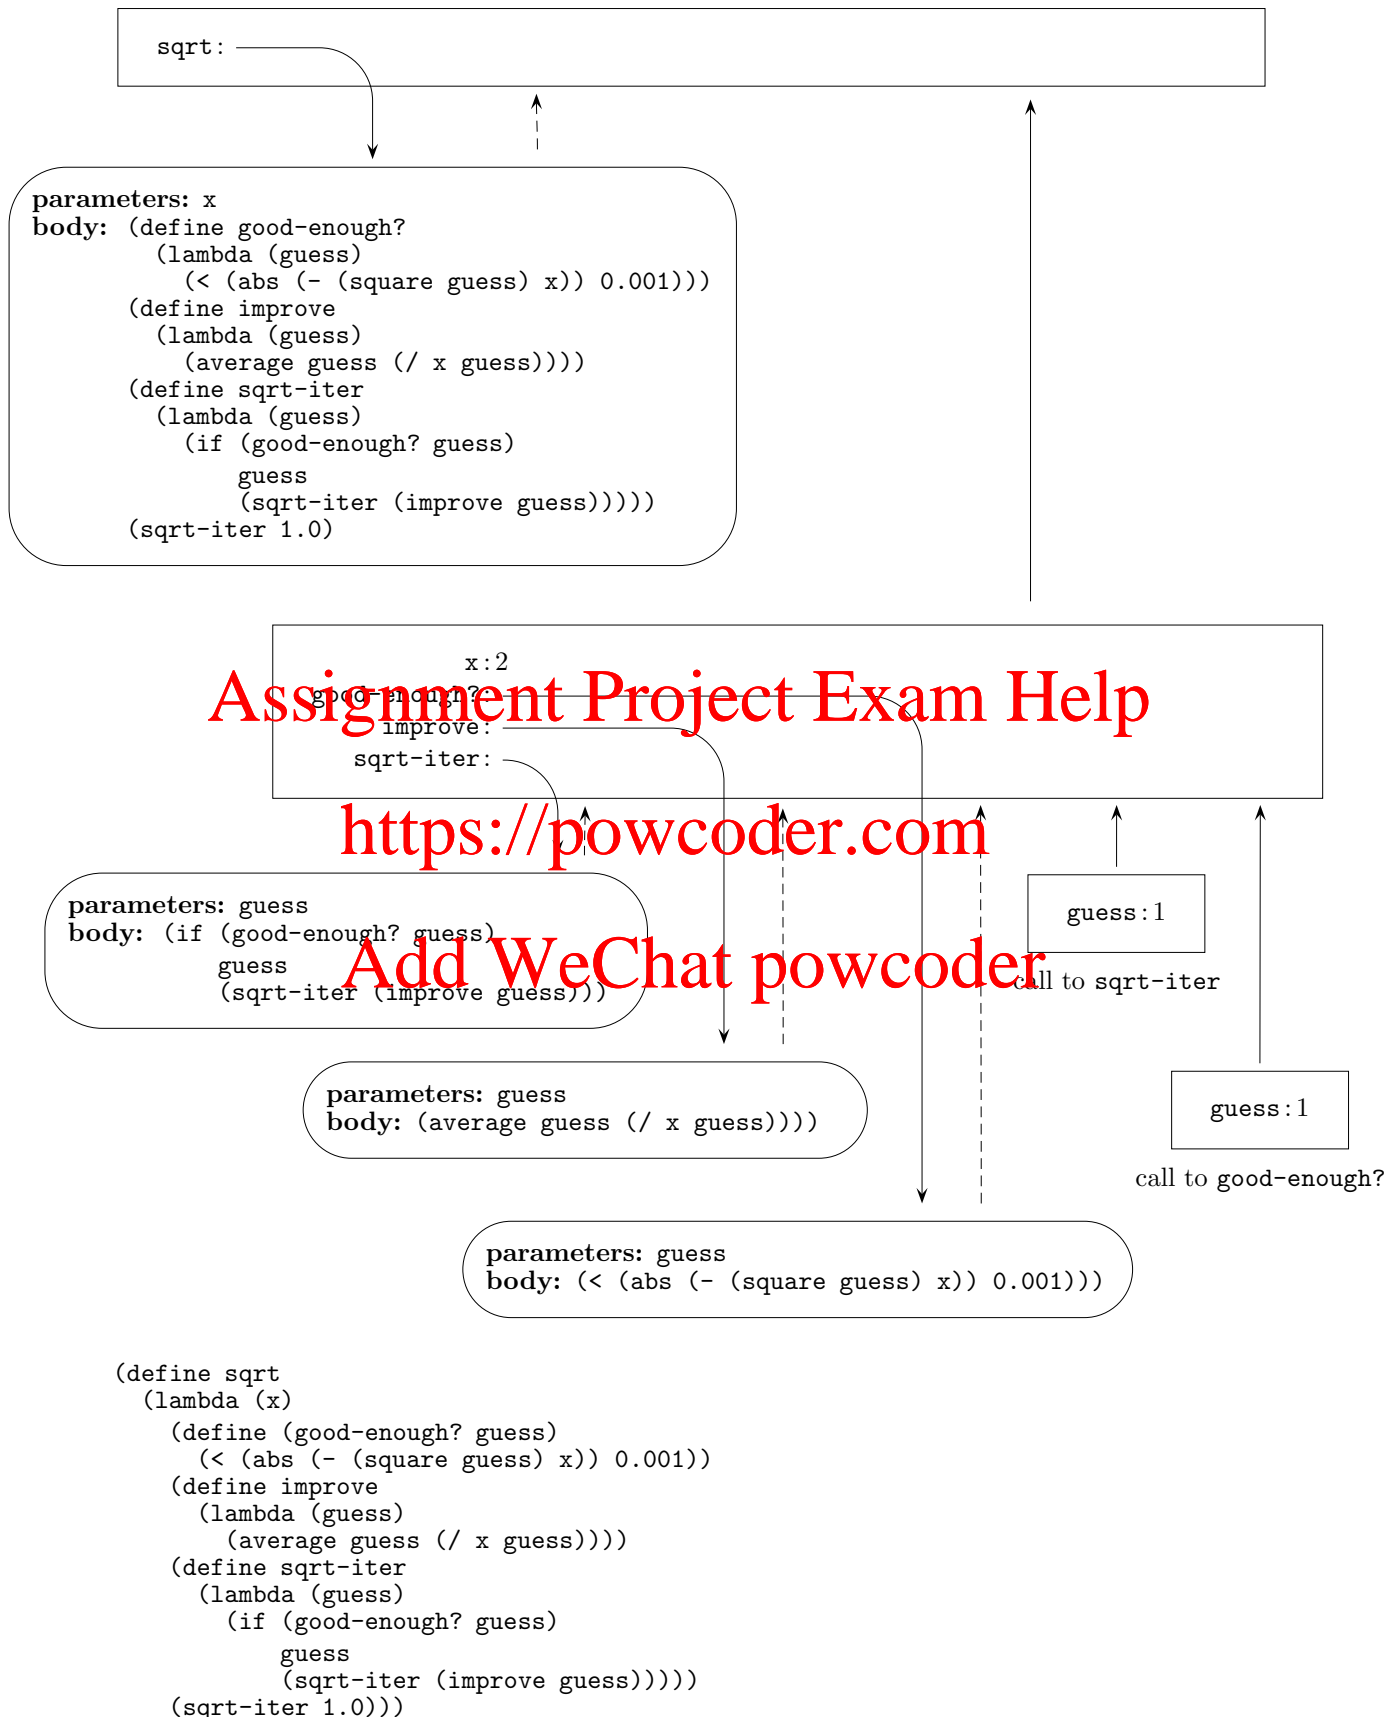 sqrt:
parameters: x
body: (define good-enough?
(lambda (guess)
(< (abs (- (square guess) x)) 0.001)))
(define improve
(lambda (guess)
(average guess (/ x guess))))
(define sqrt-iter
(lambda (guess)
(if (good-enough? guess)
guess
(sqrt-iter (improve guess)))))
(sqrt-iter 1.0)
x:2
good-enough?:
Assignment Project Exam Help
improve:
sqrt-iter:
https://powcoder.com
parameters: guess
body: (if (good-enough? guess)
guess
(sqrt-iter (improve guess)))
Add WeChat powcoder
guess:1
call to sqrt-iter
parameters: guess
body: (average guess (/ x guess))))
guess:1
call to good-enough?
parameters: guess
body: (< (abs (- (square guess) x)) 0.001)))
(define sqrt
(lambda (x)
(define (good-enough? guess)
(< (abs (- (square guess) x)) 0.001))
(define improve
(lambda (guess)
(average guess (/ x guess))))
(define sqrt-iter
(lambda (guess)
(if (good-enough? guess)
guess
(sqrt-iter (improve guess)))))
(sqrt-iter 1.0)))